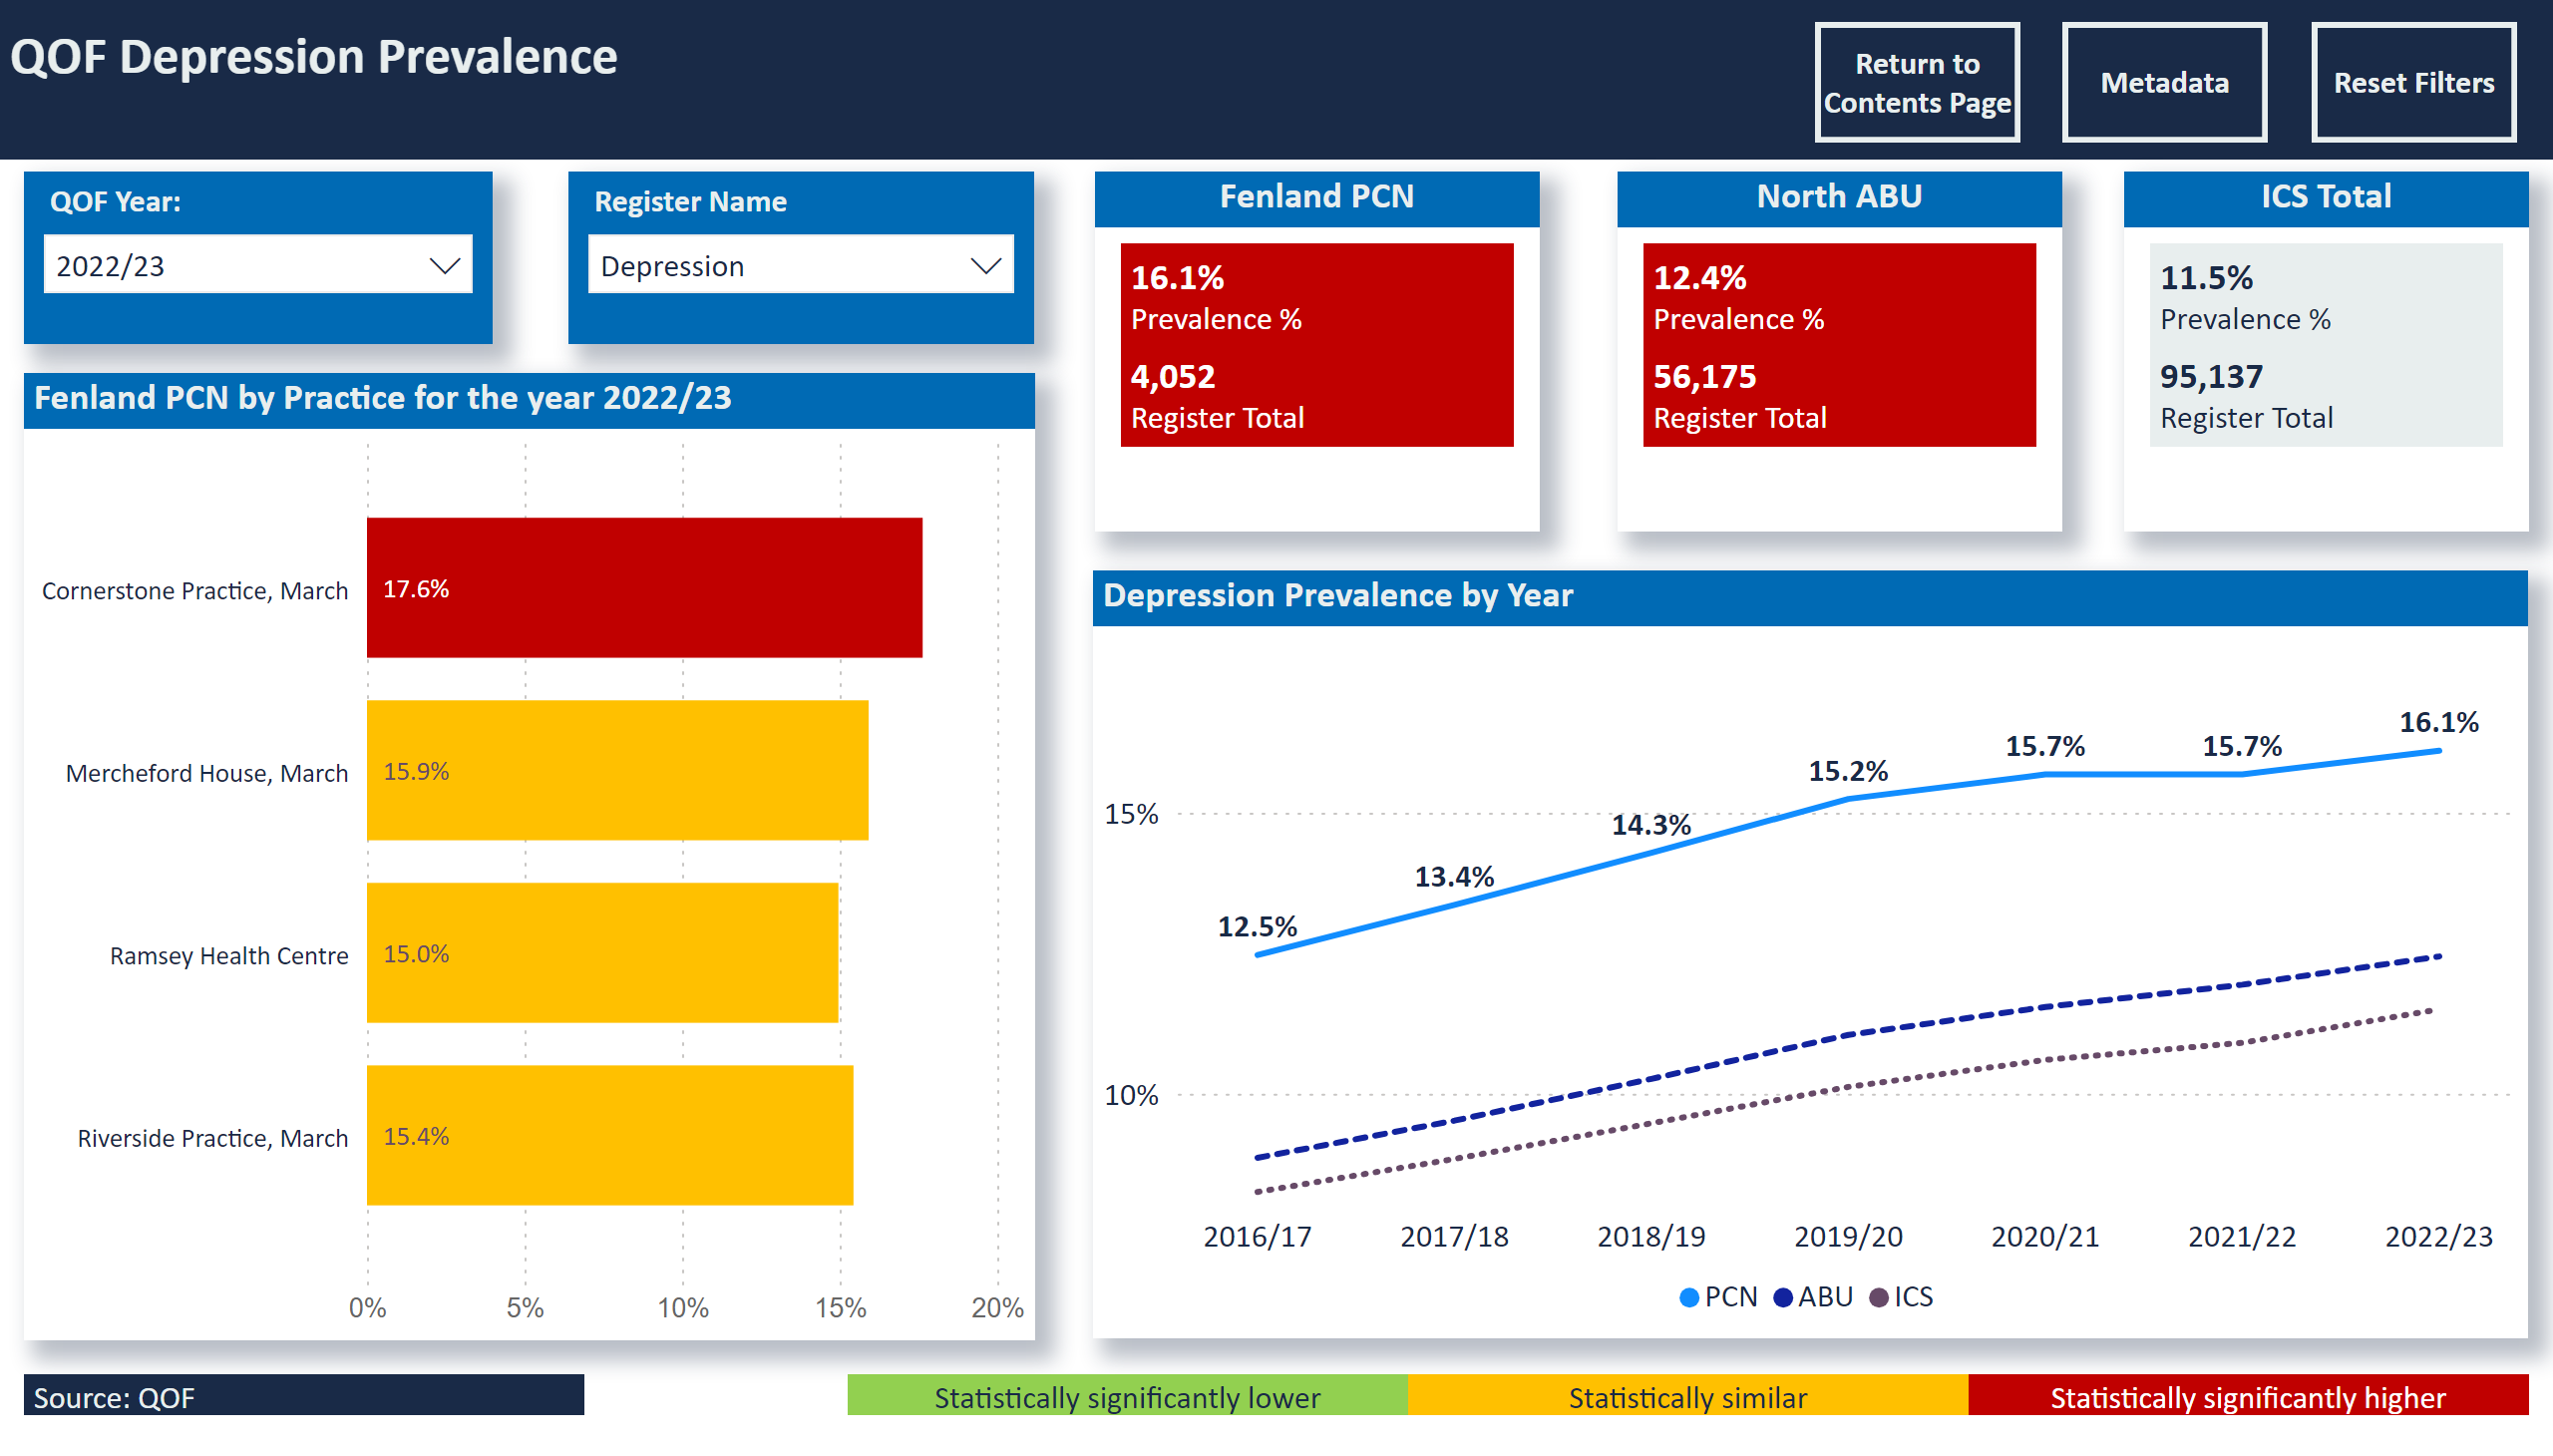 QOF Depression Prevalence
Return to
Contents Page
Metadata
Reset Filters
QOF Year:
2022/23
Register Name
Depression
Fenland PCN
16.1%
Prevalence %
4,052
Register Total
North ABU
12.4%
Prevalence %
56,175
Register Total
ICS Total
11.5%
Prevalence %
95,137
Register Total
Fenland PCN by Practice for the year 2022/23
Cornerstone Practice, March
17.6%
Mercheford House, March
15.9%
Ramsey Health Centre
15.0%
Riverside Practice, March
15.4%
0% 5% 10% 15% 20%
Depression Prevalence by Year
15%
10%
12.5% 13.4% 14.3% 15.2% 15.7% 15.7% 16.1%
2016/17 2017/18 2018/19 2019/20 2020/21 2021/22 2022/23
PCN ABU ICS
Source: QOF
Statistically significantly lower
Statistically similar
Statistically significantly higher